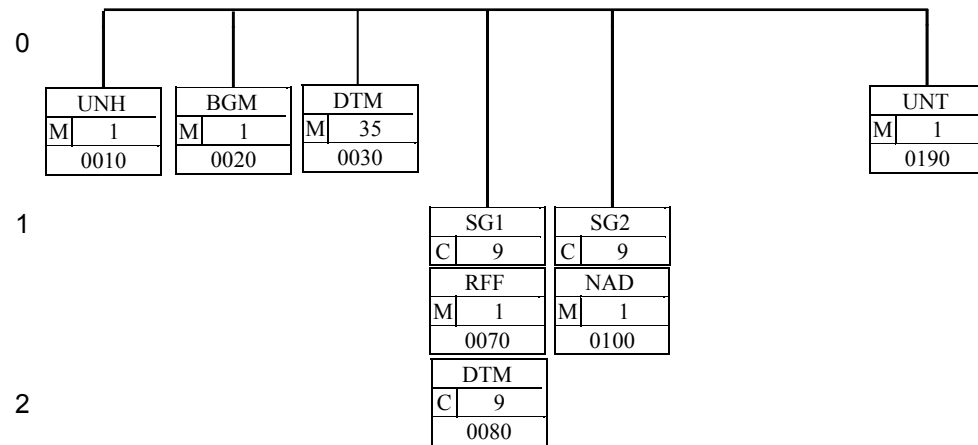 0
UNH
M 1
0010
BGM
M 1
0020
DTM
M 35
0030
UNT
M 1
0190
1
SG1
C 9
RFF
M 1
0070
SG2
C 9
NAD
M 1
0100
2
DTM
C 9
0080